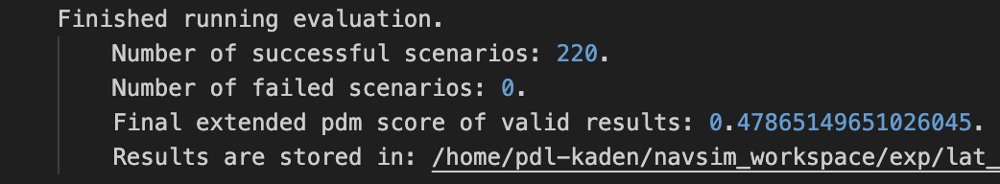 Finished running evaluation.
Number of successful scenarios: 220.
Number of failed scenarios: 0.
Final extended pdm score of valid results: 0.47865149651026045.
Results are stored in: /home/pdl-kaden/navsim_workspace/exp/lat_